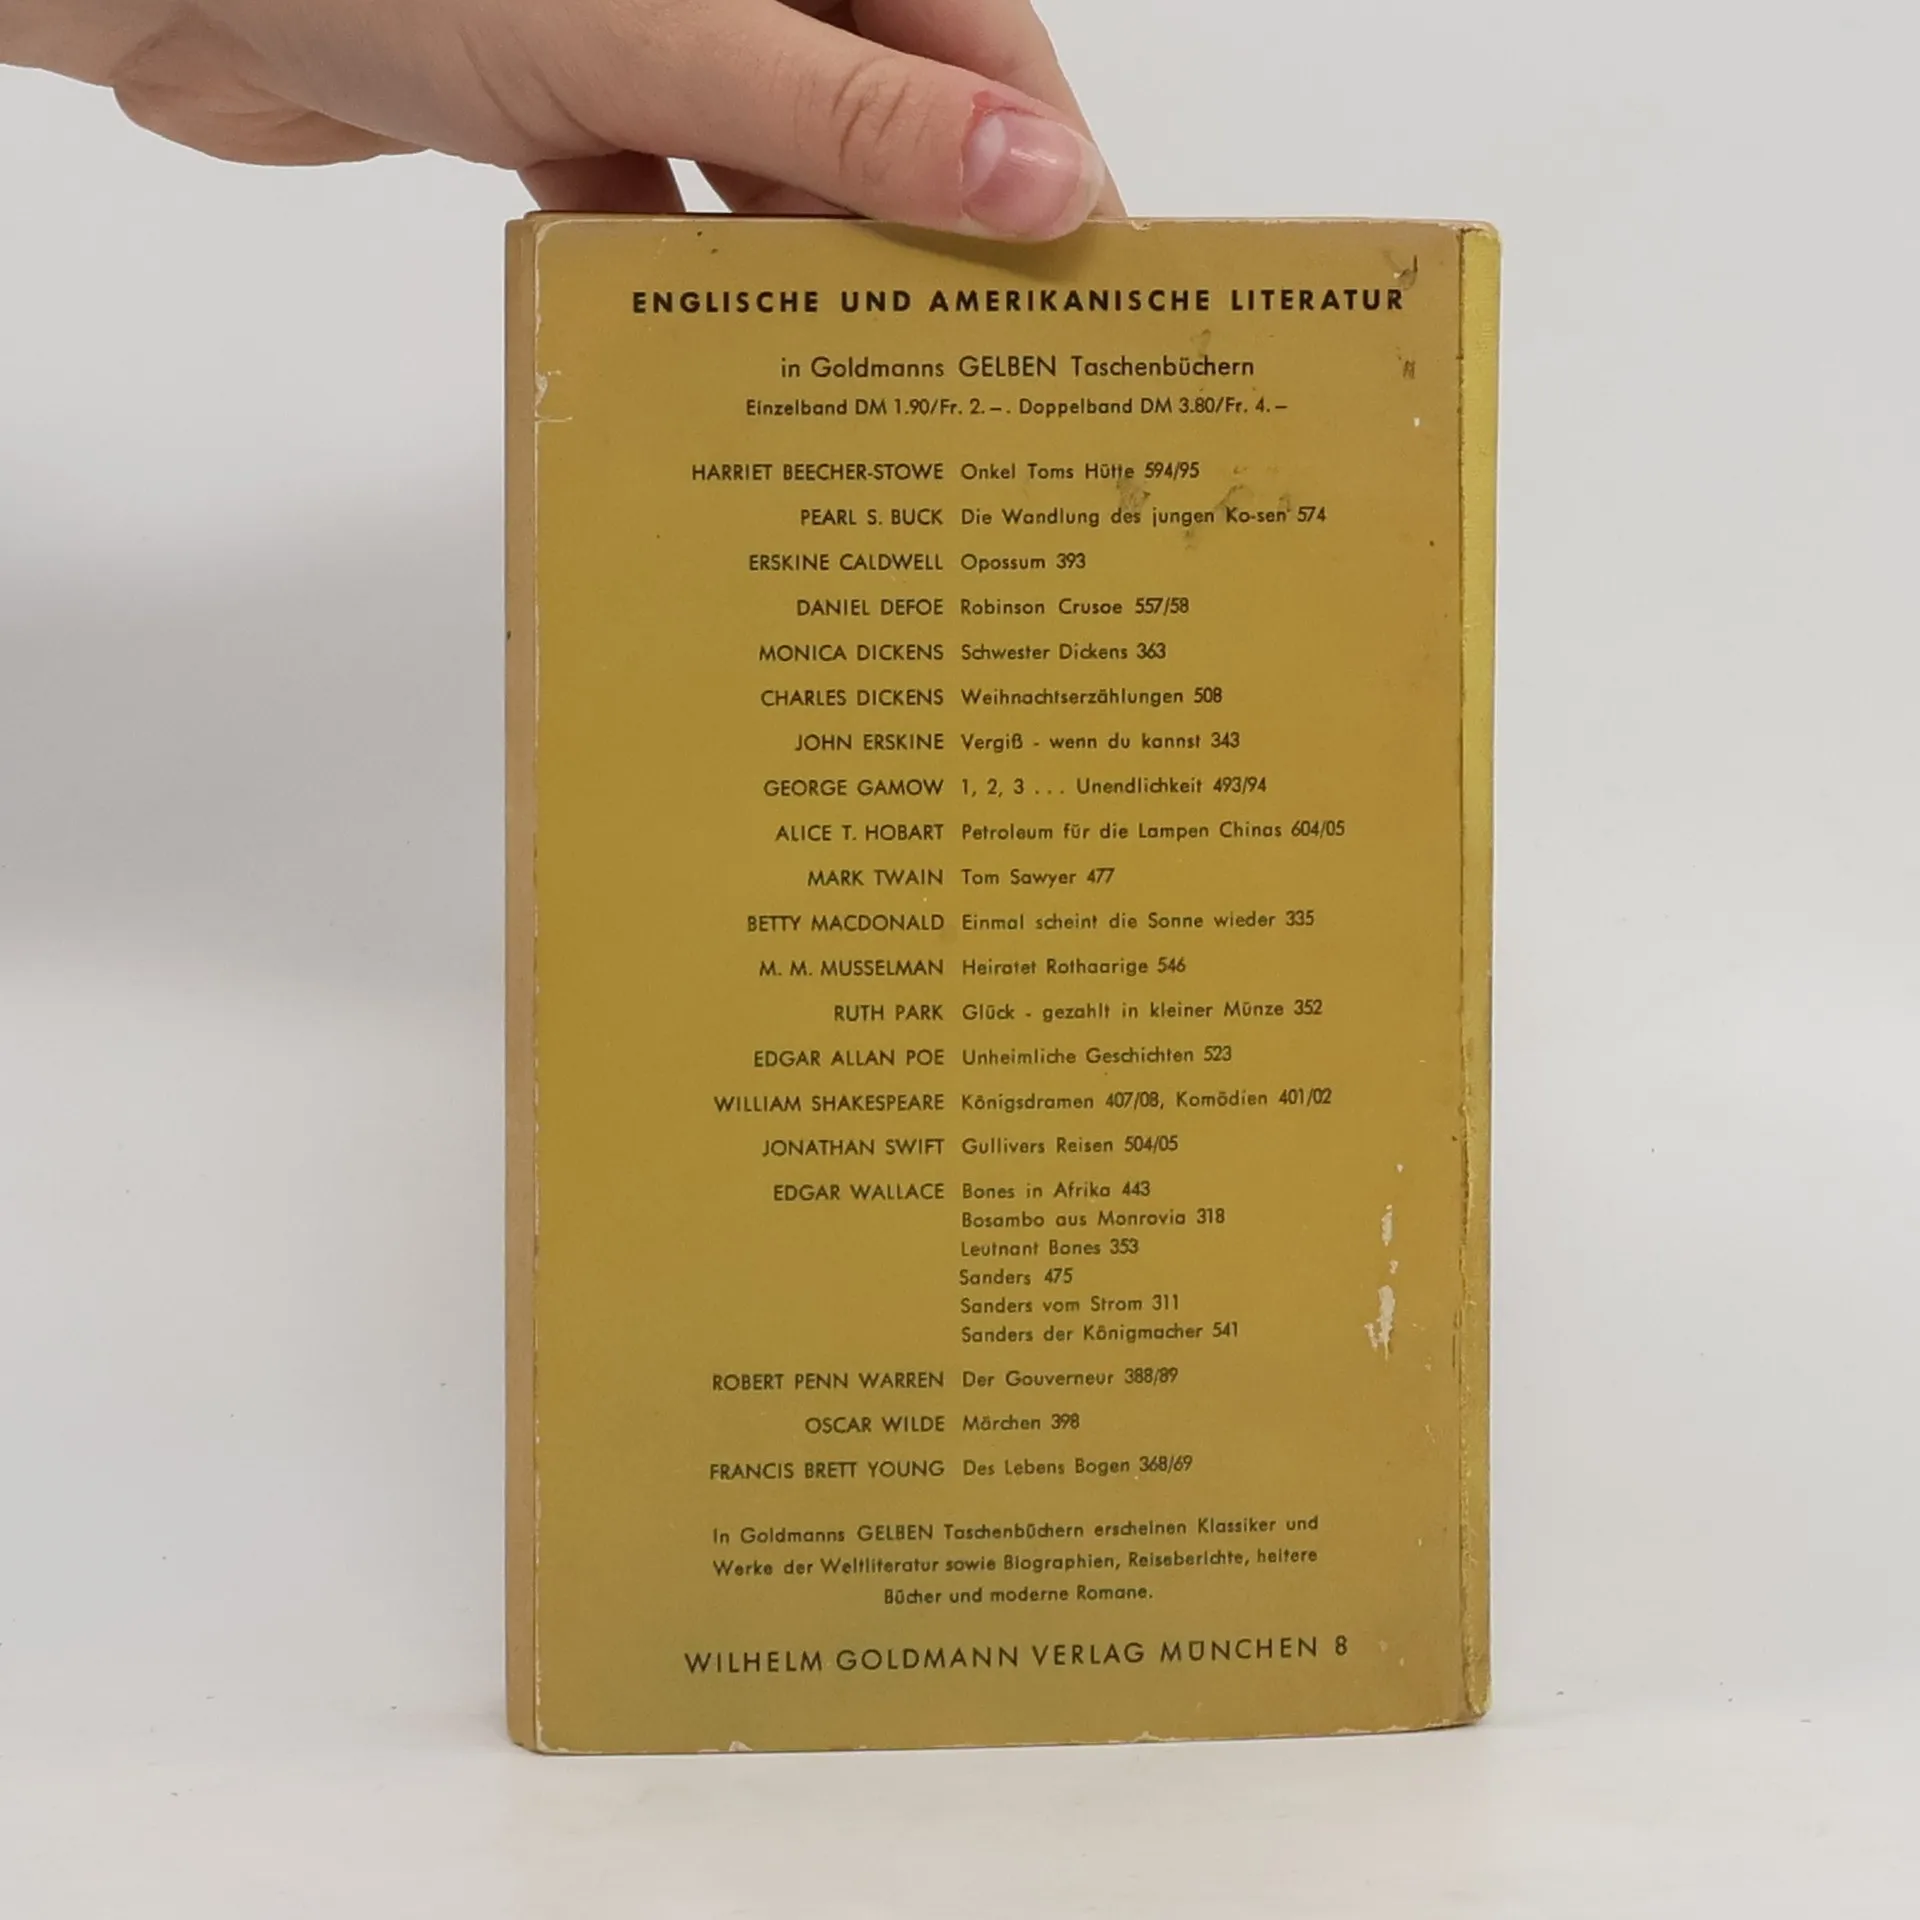 ENGLISCHE UND AMERIKANISCHE LITERATUR
in Goldmanns GELBEN Taschenbüchern
Einzelband DM 1.90/Fr. 2.–. Doppelband DM 3.80/Fr. 4.–
HARRIET BEECHER-STOWE Onkel Toms Hütte 594/95
PEARL S. BUCK Die Wandlung des jungen Ko-sen 574
ERSKINE CALDWELL Opossum 393
DANIEL DEFOE Robinson Crusoe 557/58
MONICA DICKENS Schwester Dickens 363
CHARLES DICKENS Weihnachtserzählungen 508
JOHN ERSKINE Vergiß - wenn du kannst 343
GEORGE GAMOW 1, 2, 3 ... Unendlichkeit 493/94
ALICE T. HOBART Petroleum für die Lampen Chinas 604/05
MARK TWAIN Tom Sawyer 477
BETTY MACDONALD Einmal scheint die Sonne wieder 335
M. M. MUSSELMAN Heiratet Rothaarige 546
RUTH PARK Glück - gezahlt in kleiner Münze 352
EDGAR ALLAN POE Unheimliche Geschichten 523
WILLIAM SHAKESPEARE Königsdramen 407/08, Komödien 401/02
JONATHAN SWIFT Gullivers Reisen 504/05
EDGAR WALLACE Bones in Afrika 443
Bosambo aus Monrovia 318
Leutnant Bones 353
Sanders 475
Sanders vom Strom 311
Sanders der Königmacher 541
ROBERT PENN WARREN Der Gouverneur 388/89
OSCAR WILDE Märchen 398
FRANCIS BRETT YOUNG Des Lebens Bogen 368/69
In Goldmanns GELBEN Taschenbüchern erscheinen Klassiker und
Werke der Weltliteratur sowie Biographien, Reiseberichte, heitere
Bücher und moderne Romane.
WILHELM GOLDMANN VERLAG MÜNCHEN 8